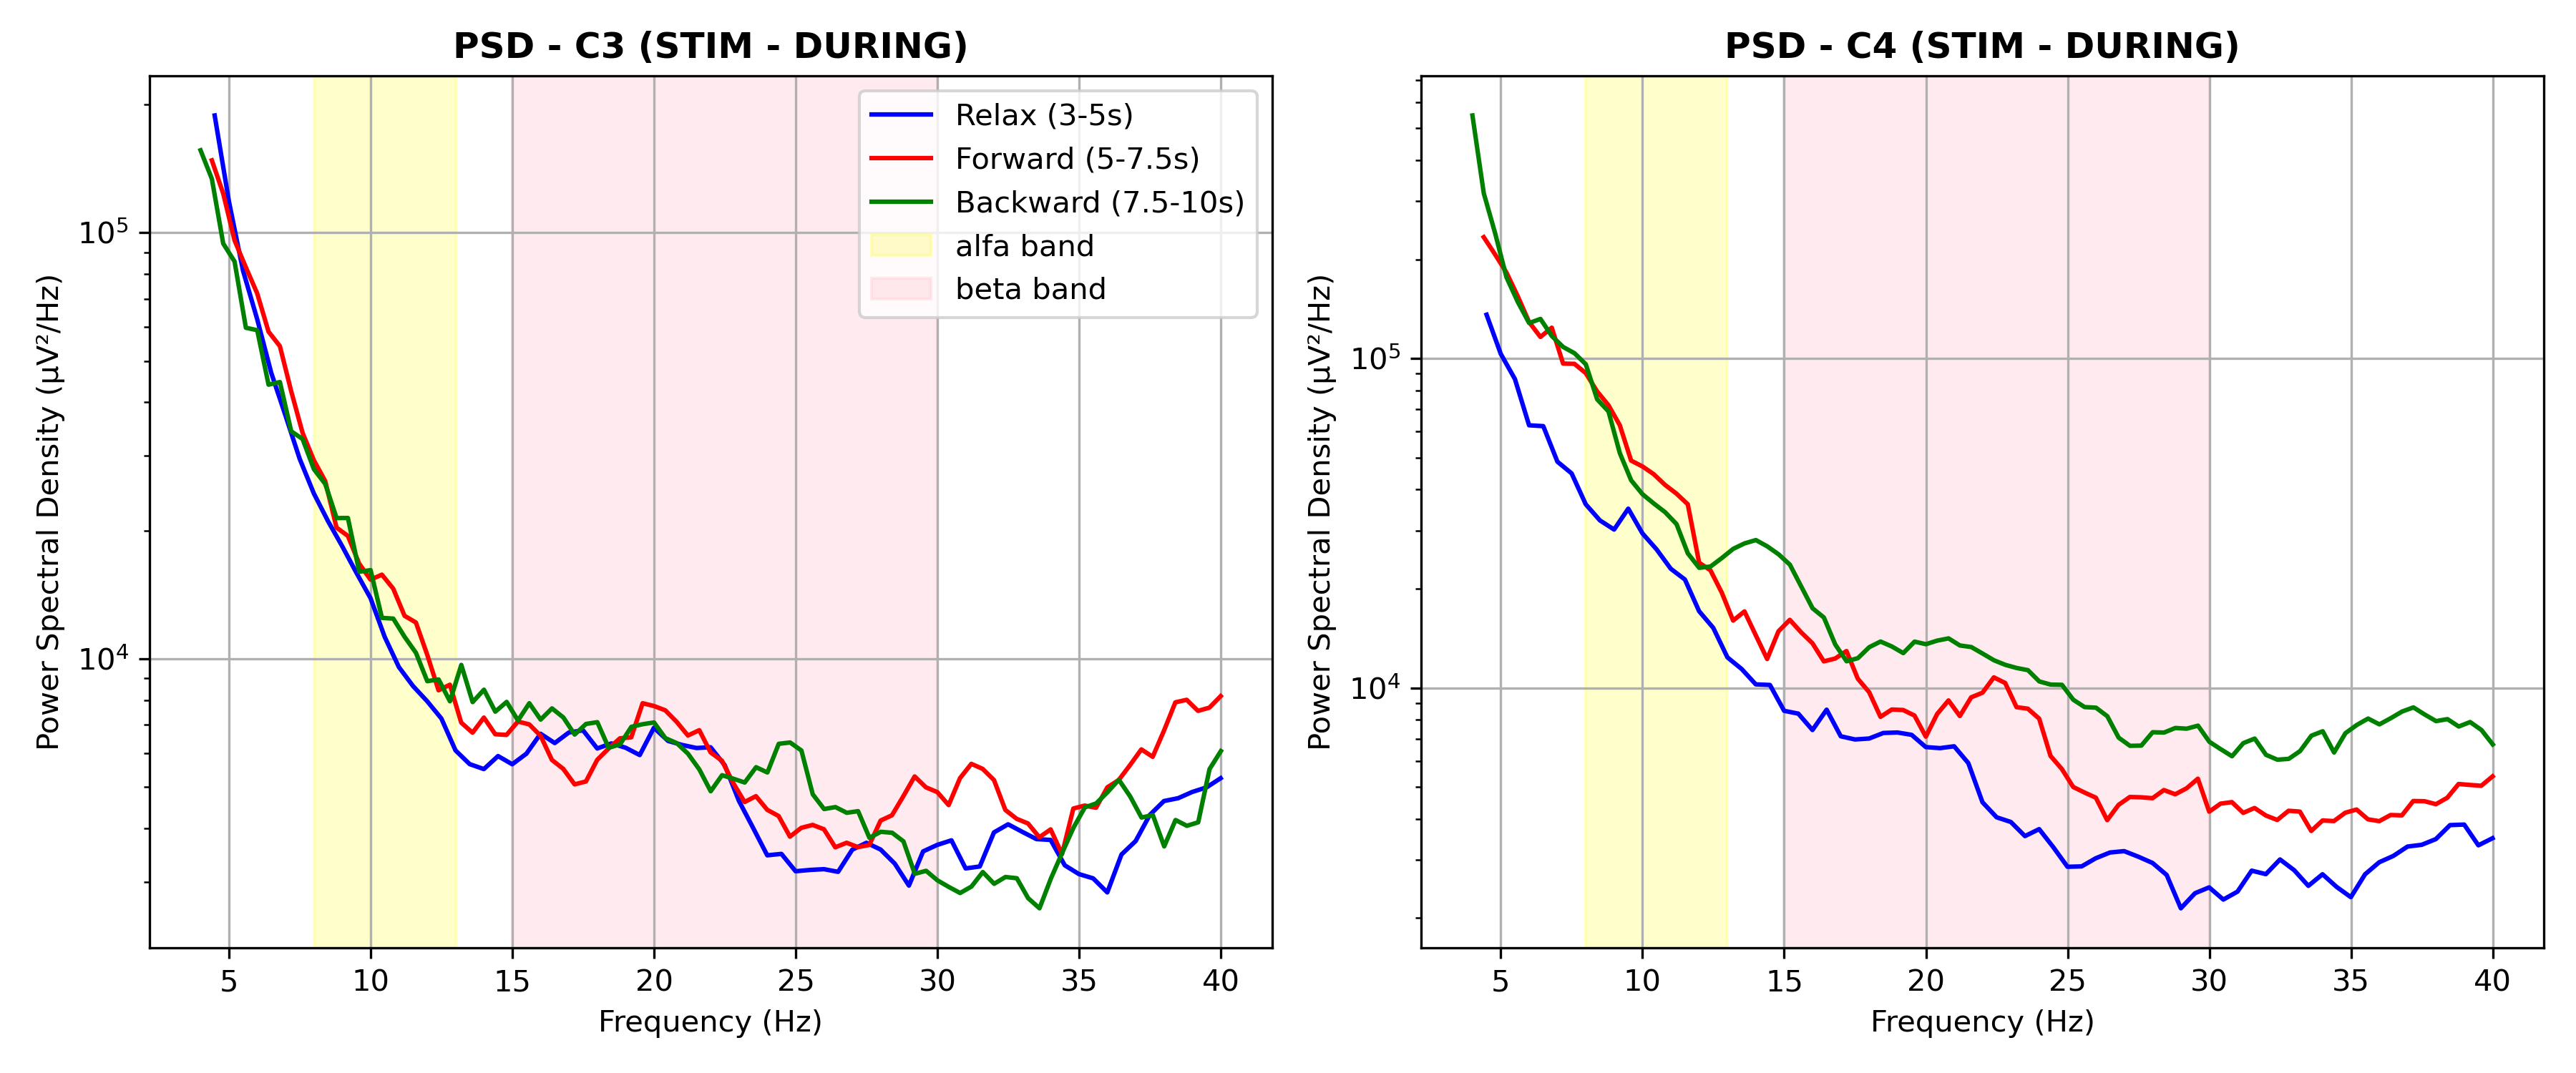 PSD - C3 (STIM - DURING)
Power Spectral Density (µV²/Hz)
10⁵
10⁴
Relax (3-5s)
Forward (5-7.5s)
Backward (7.5-10s)
alfa band
beta band
5 10 15 20 25 30 35 40
Frequency (Hz)
PSD - C4 (STIM - DURING)
Power Spectral Density (µV²/Hz)
10⁵
10⁴
5 10 15 20 25 30 35 40
Frequency (Hz)